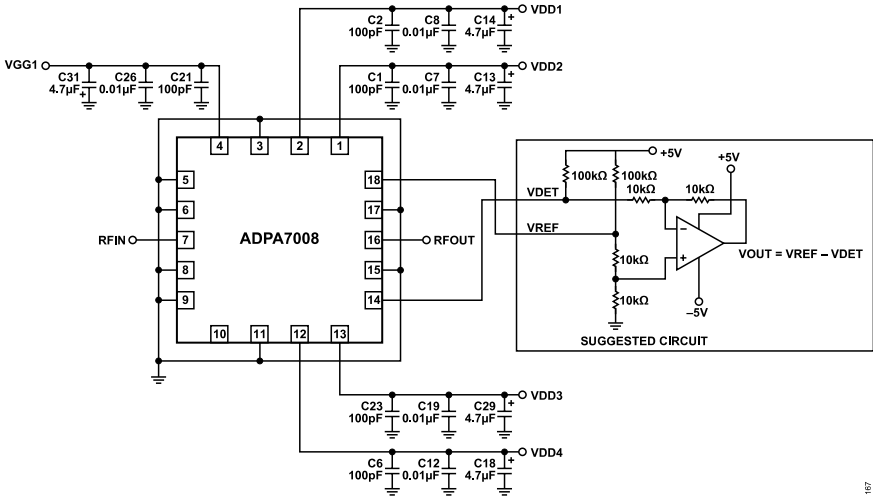 C2
100pF
C8
0.01µF
C14
4.7µF
+
VDD1
VGG1
C31
4.7µF
+
C26
0.01µF
C21
100pF
C1
100pF
C7
0.01µF
C13
4.7µF
+
VDD2
4
3
2
1
5
6
RFIN
7
8
9
ADPA7008
18
17
16
RFOUT
15
14
10
11
12
13
VDET
VREF
+5V
100kΩ
100kΩ
10kΩ
10kΩ
+5V
−
+
10kΩ
10kΩ
−5V
VOUT = VREF − VDET
SUGGESTED CIRCUIT
C23
100pF
C19
0.01µF
C29
4.7µF
+
VDD3
C6
100pF
C12
0.01µF
C18
4.7µF
+
VDD4
167